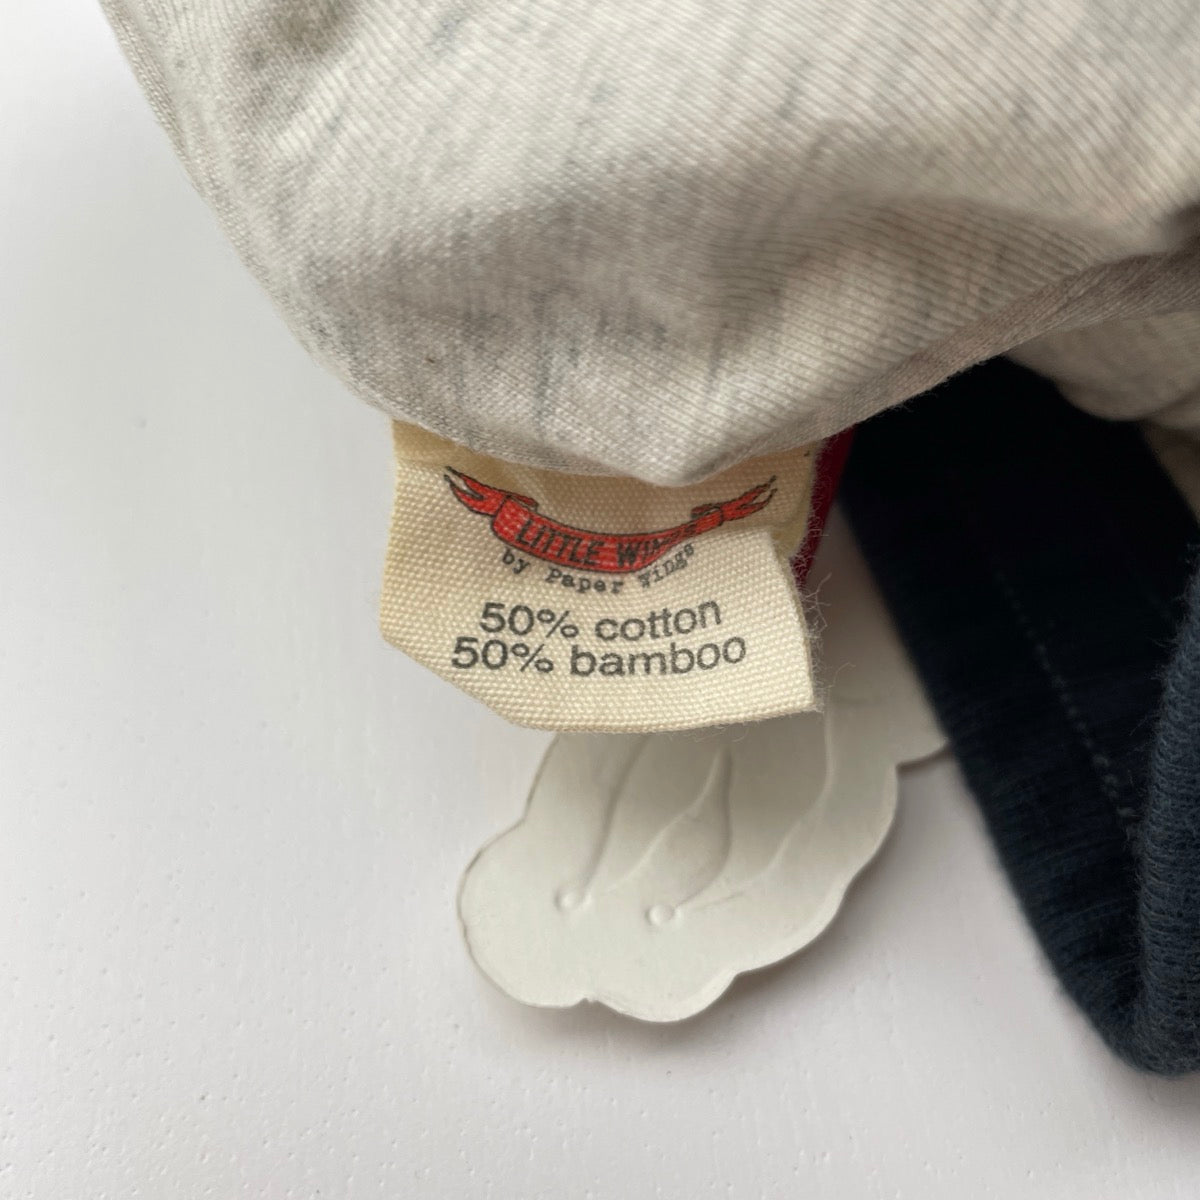 LITTLE WINGS
by Paper Wings
50% cotton
50% bamboo